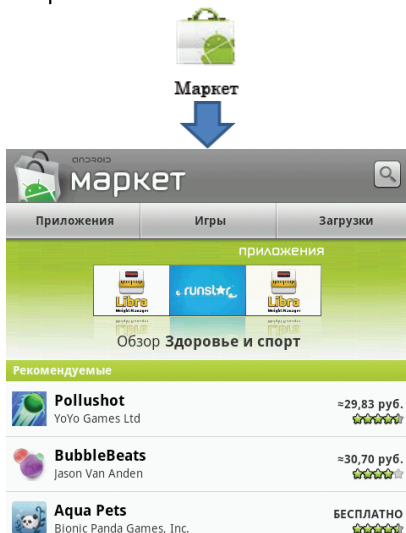 Маркет
android
маркет
Приложения Игры Загрузки
приложения
Libra runstar Libra
Обзор Здоровье и спорт
Рекомендуемые
Pollushot ≈29,83 руб.
YoYo Games Ltd
BubbleBeats ≈30,70 руб.
Jason Van Anden
Aqua Pets БЕСПЛАТНО
Bionic Panda Games, Inc.